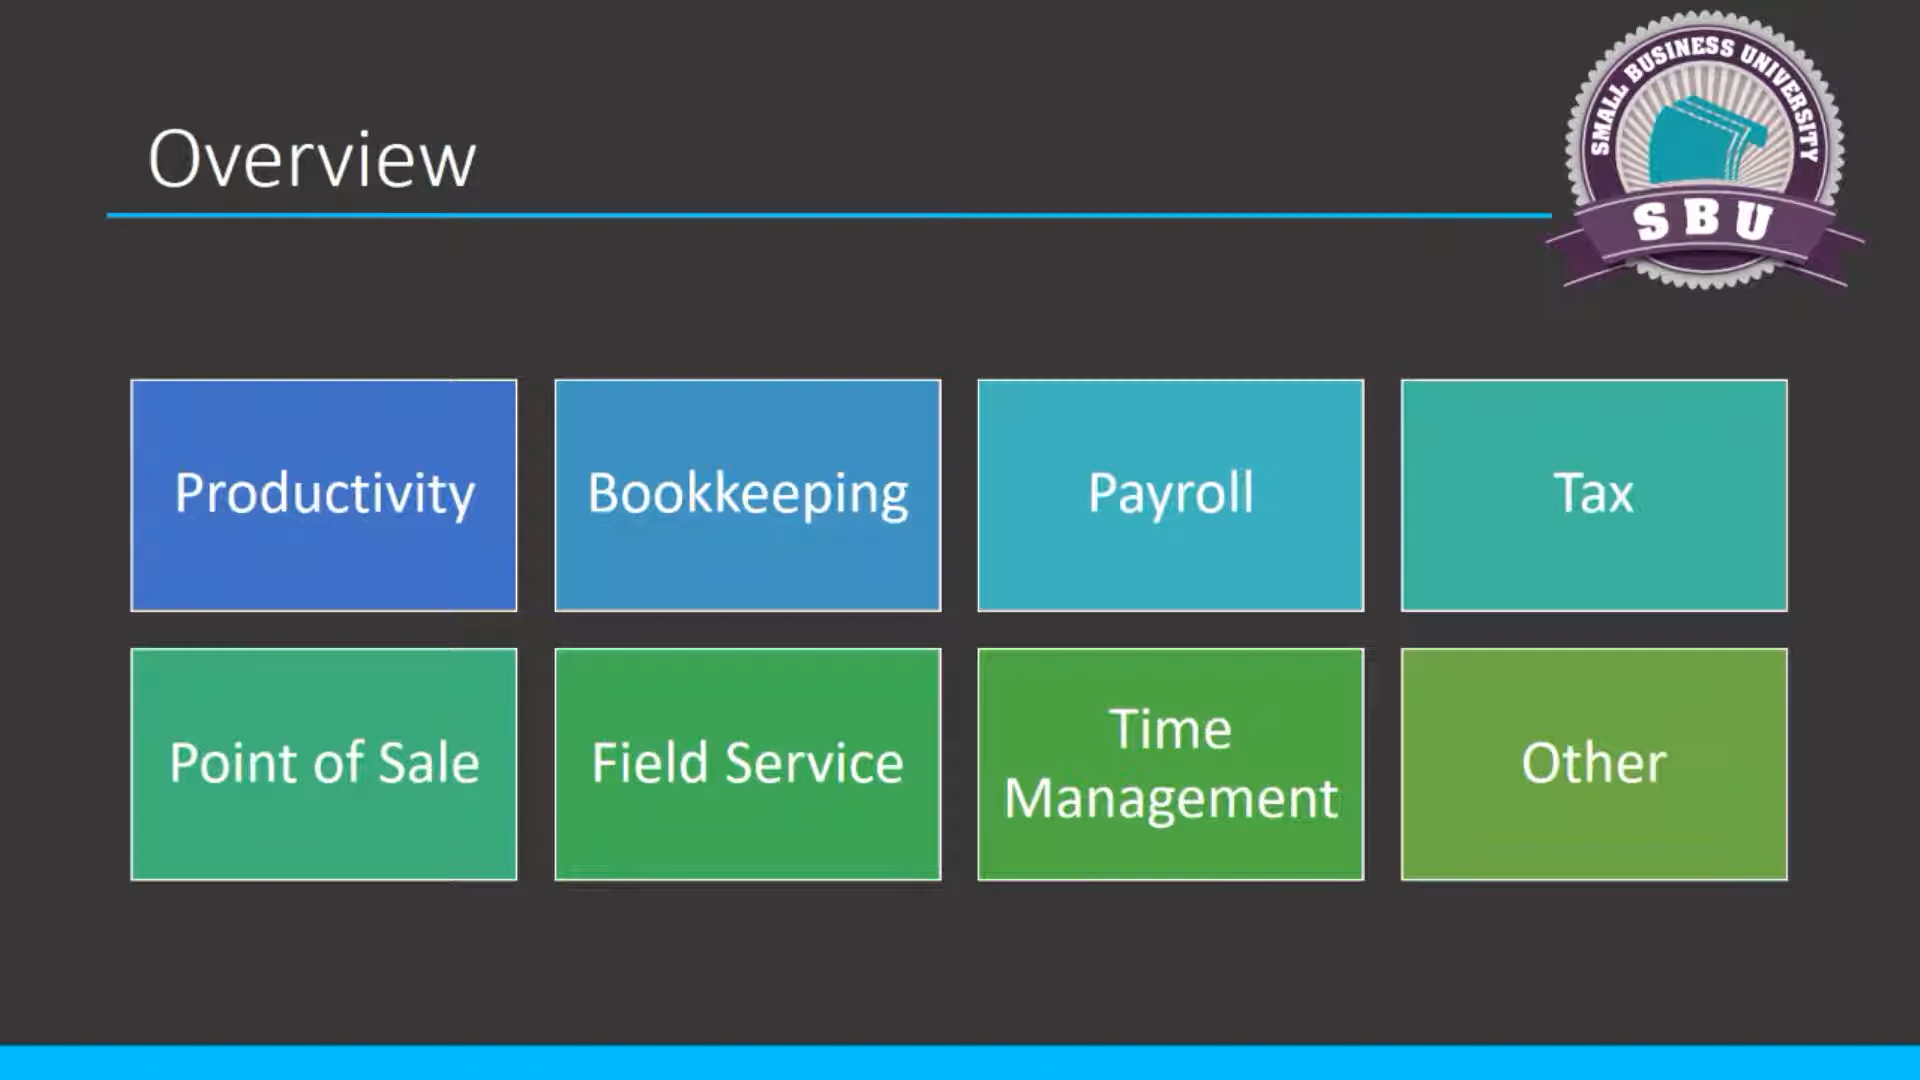 Overview
SMALL BUSINESS UNIVERSITY
SBU
Productivity
Bookkeeping
Payroll
Tax
Point of Sale
Field Service
Time
Management
Other